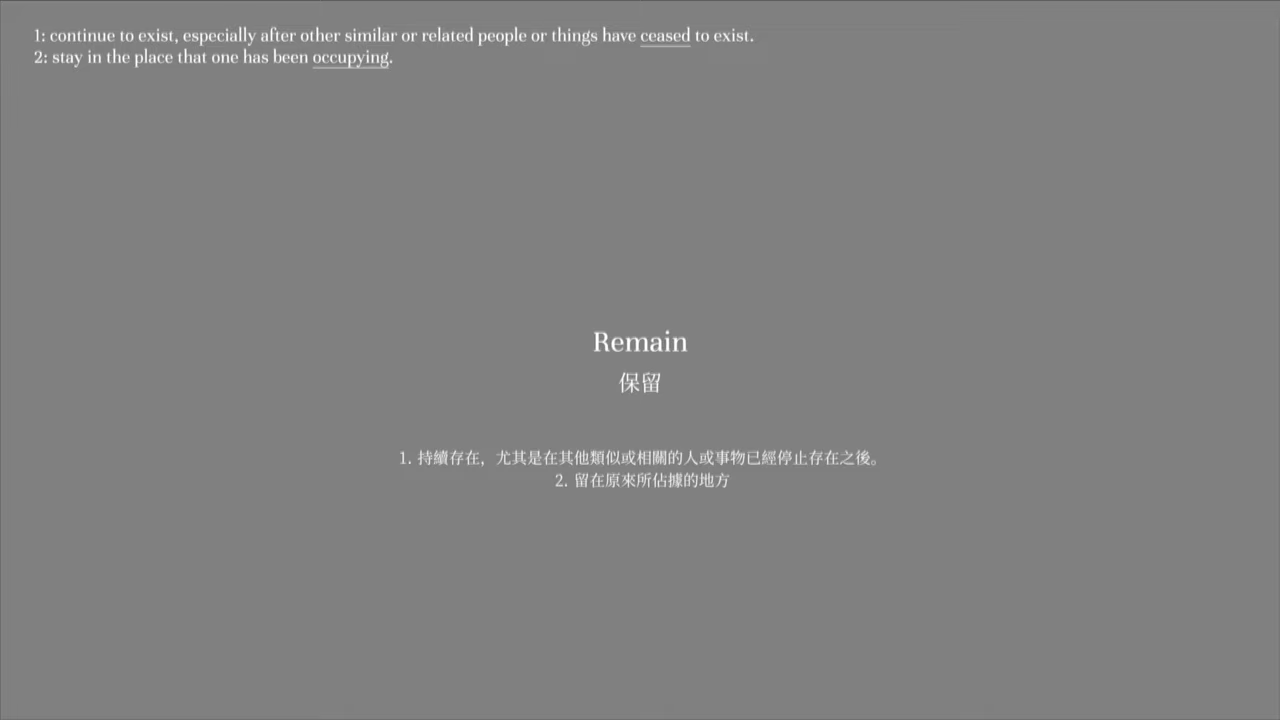 1: continue to exist, especially after other similar or related people or things have ceased to exist.
2: stay in the place that one has been occupying.
Remain
保留
1. 持續存在，尤其是在其他類似或相關的人或事物已經停止存在之後。
2. 留在原來所佔據的地方